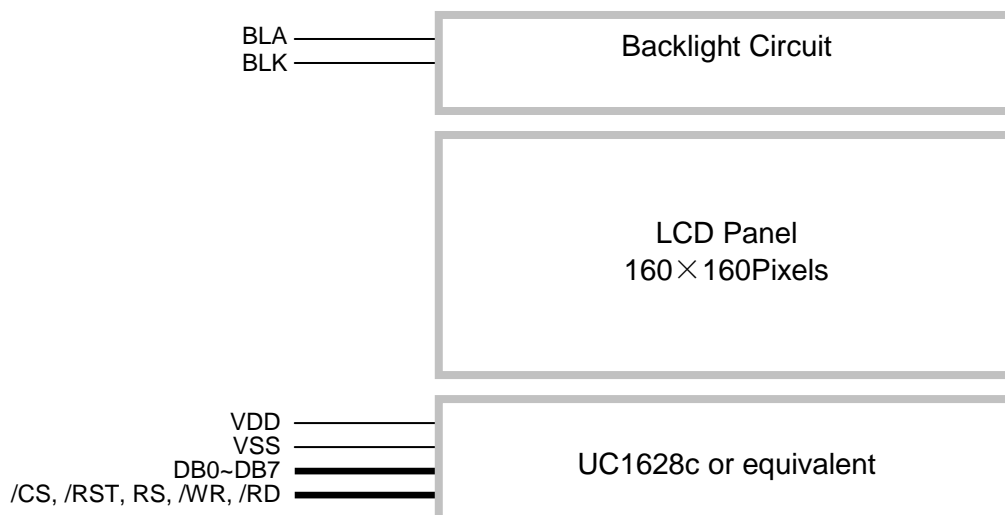 BLA
BLK
Backlight Circuit
LCD Panel
160×160Pixels
VDD
VSS
DB0~DB7
/CS, /RST, RS, /WR, /RD
UC1628c or equivalent